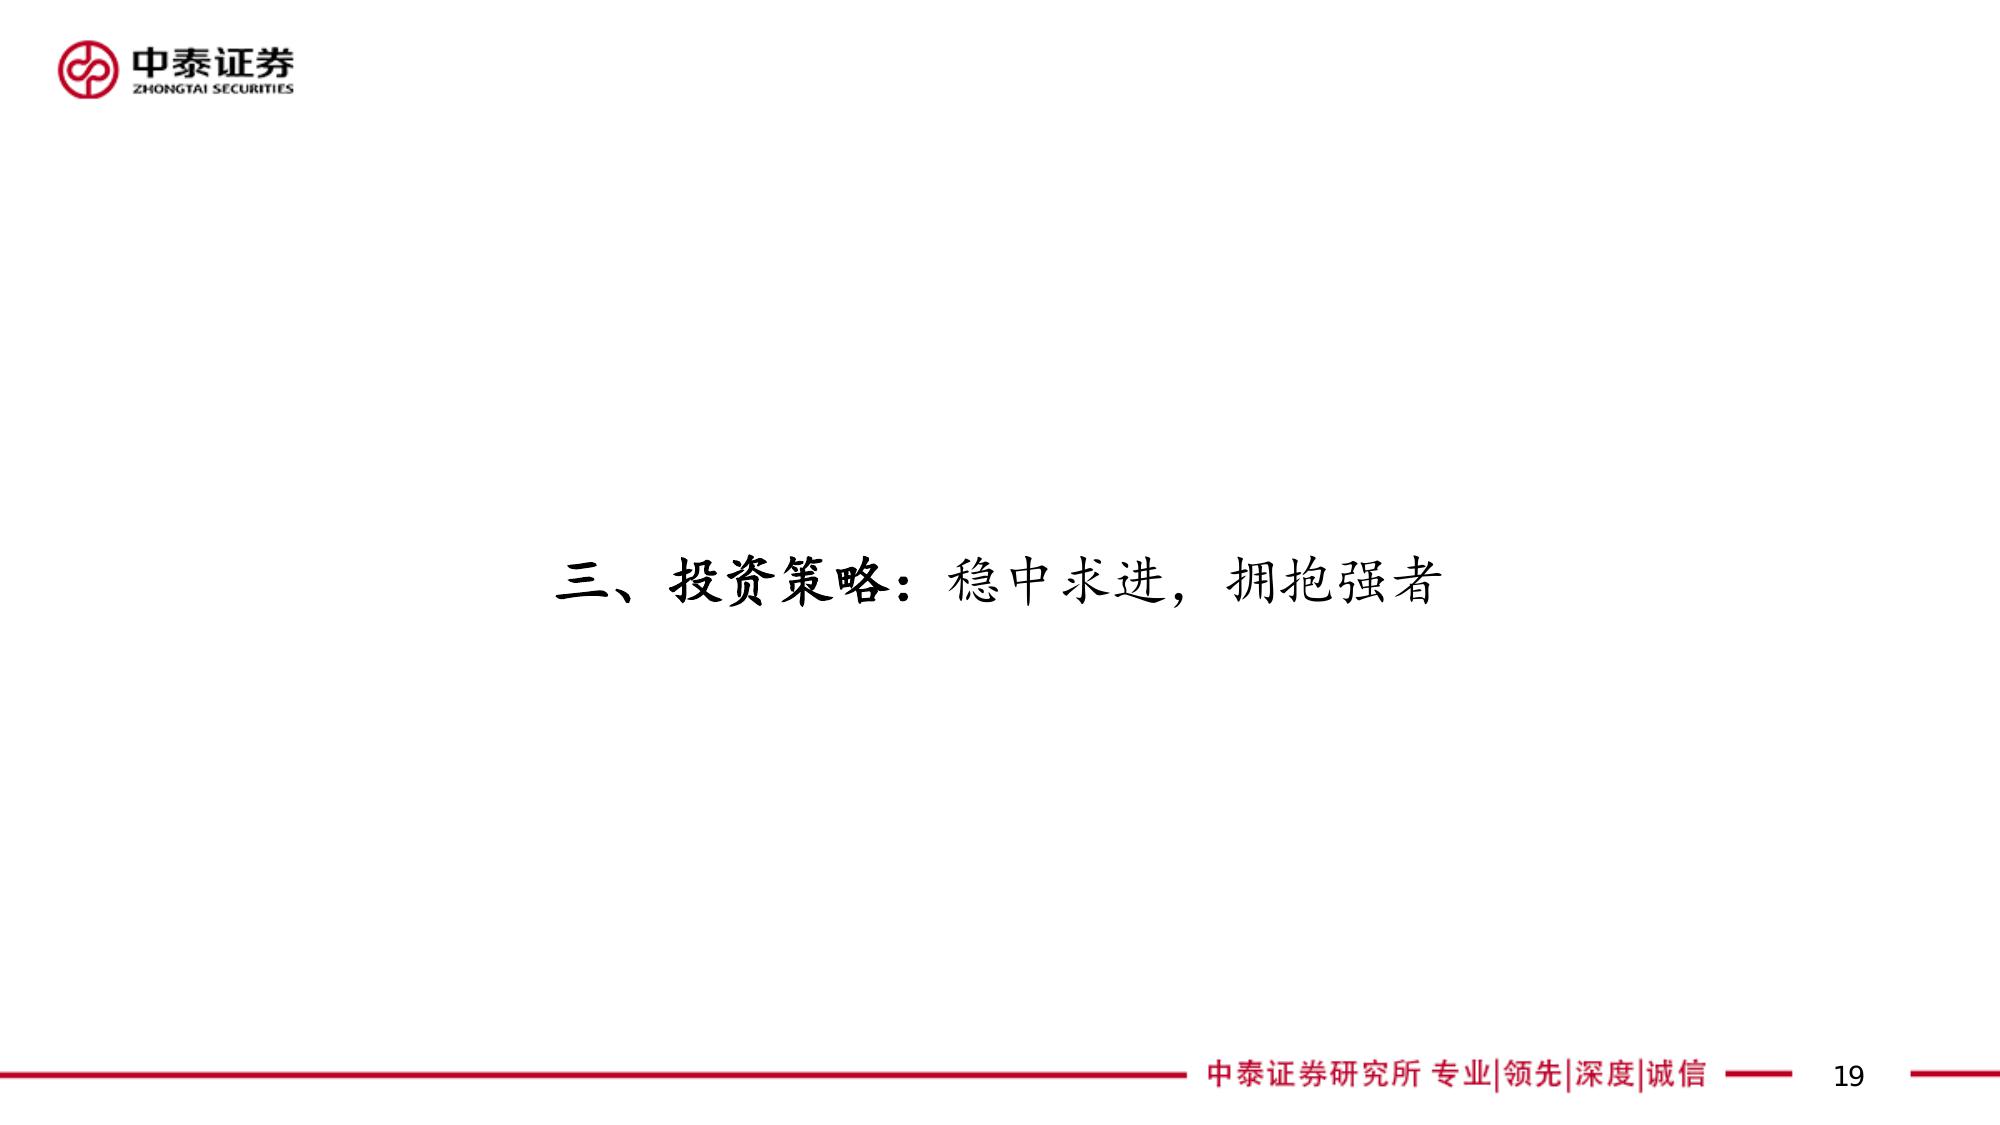 中泰证券
ZHONGTAI SECURITIES
三、投资策略：稳中求进，拥抱强者
中泰证券研究所 专业|领先|深度|诚信
19